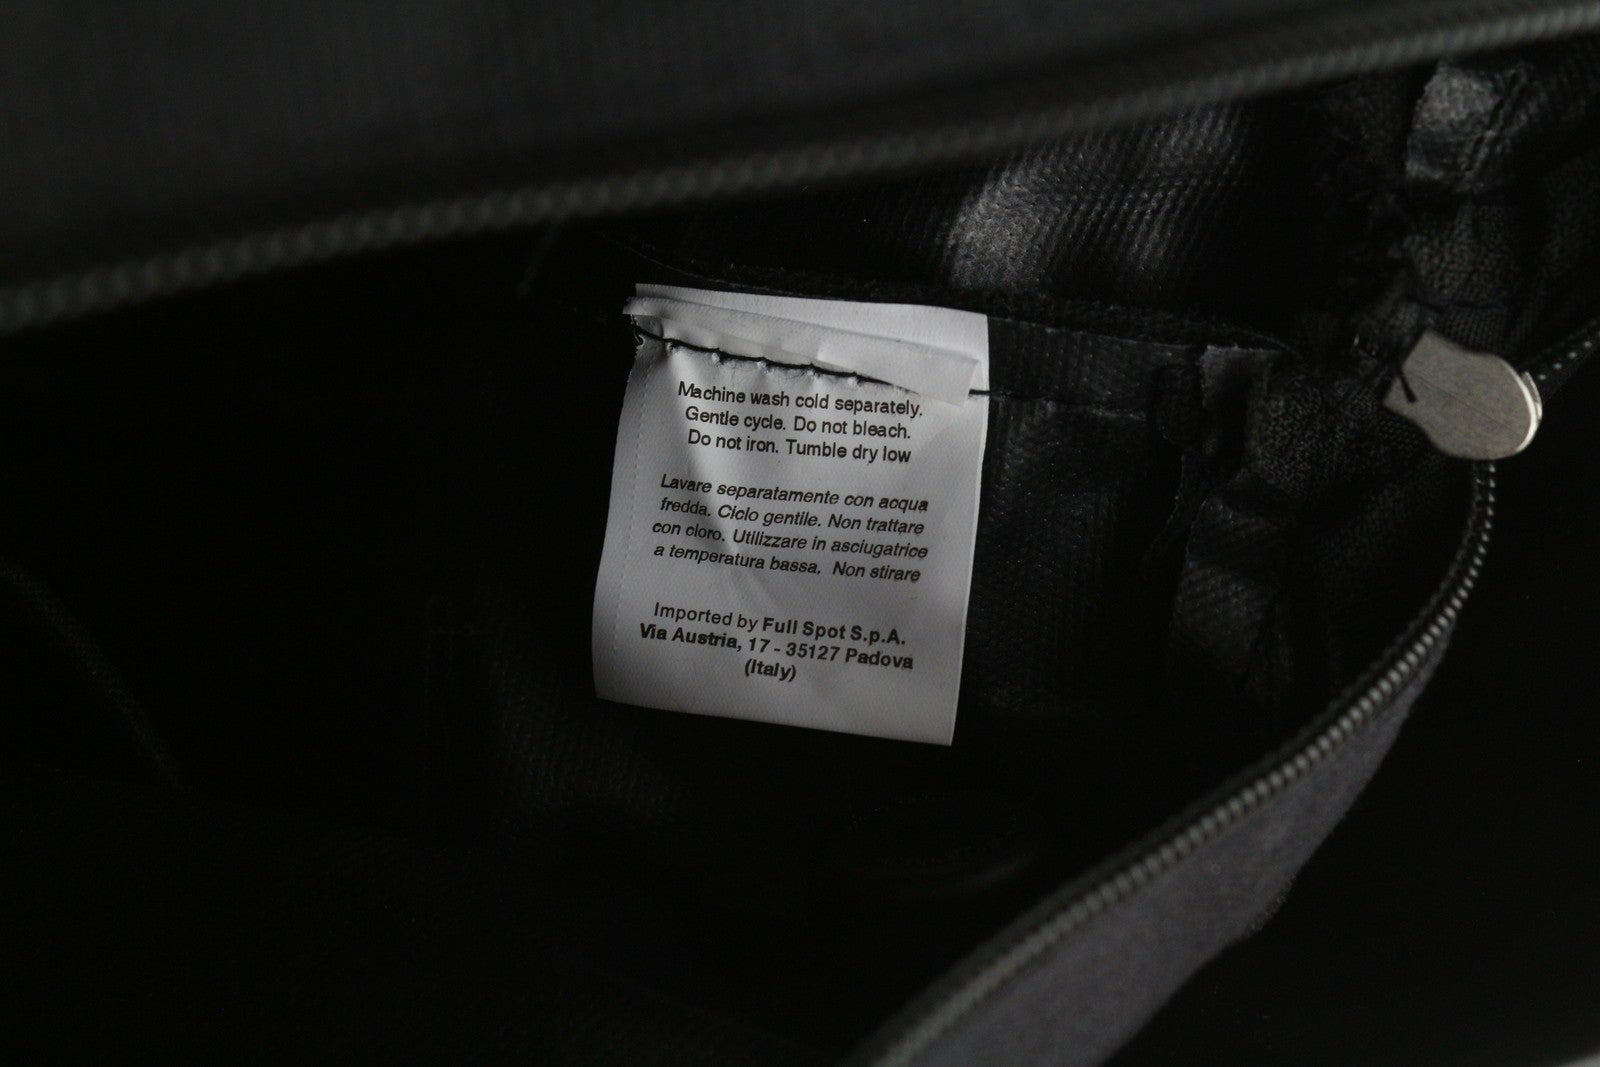 Machine wash cold separately.
Gentle cycle. Do not bleach.
Do not iron. Tumble dry low
Lavare separatamente con acqua
fredda. Ciclo gentile. Non trattare
con cloro. Utilizzare in asciugatrice
a temperatura bassa. Non stirare
Imported by Full Spot S.p.A.
Via Austria, 17 - 35127 Padova
(Italy)